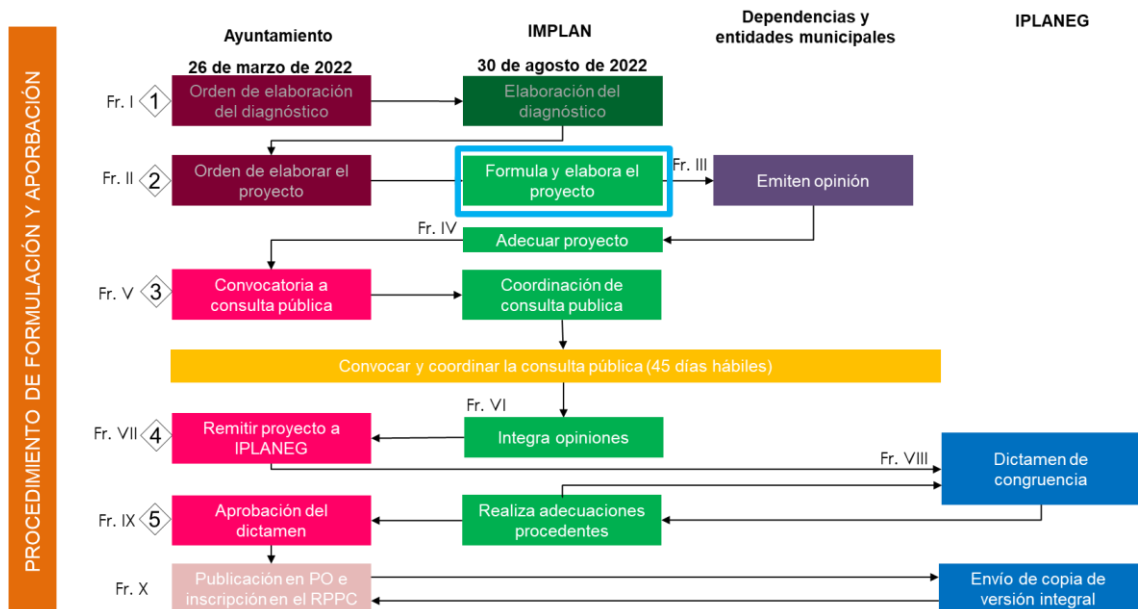 PROCEDIMIENTO DE FORMULACIÓN Y APORBACIÓN
Ayuntamiento
IMPLAN
Dependencias y
entidades municipales
IPLANEG
26 de marzo de 2022
30 de agosto de 2022
Fr. I
1
Orden de elaboración
del diagnóstico
Elaboración del
diagnóstico
Fr. II
2
Orden de elaborar el
proyecto
Formula y elabora el
proyecto
Fr. III
Emiten opinión
Fr. IV
Adecuar proyecto
Fr. V
3
Convocatoria a
consulta pública
Coordinación de
consulta publica
Convocar y coordinar la consulta pública (45 días hábiles)
Fr. VI
Fr. VII
4
Remitir proyecto a
IPLANEG
Integra opiniones
Fr. VIII
Dictamen de
congruencia
Fr. IX
5
Aprobación del
dictamen
Realiza adecuaciones
procedentes
Fr. X
Publicación en PO e
inscripción en el RPPC
Envío de copia de
versión integral